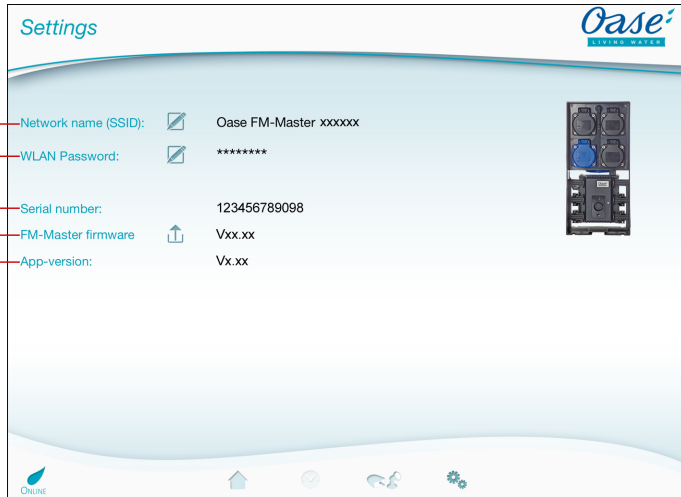 Settings
Oase
LIVING WATER
Network name (SSID): Oase FM-Master xxxxxx
WLAN Password: ********
Serial number: 123456789098
FM-Master firmware Vxx.xx
App-version: Vx.xx
ONLINE